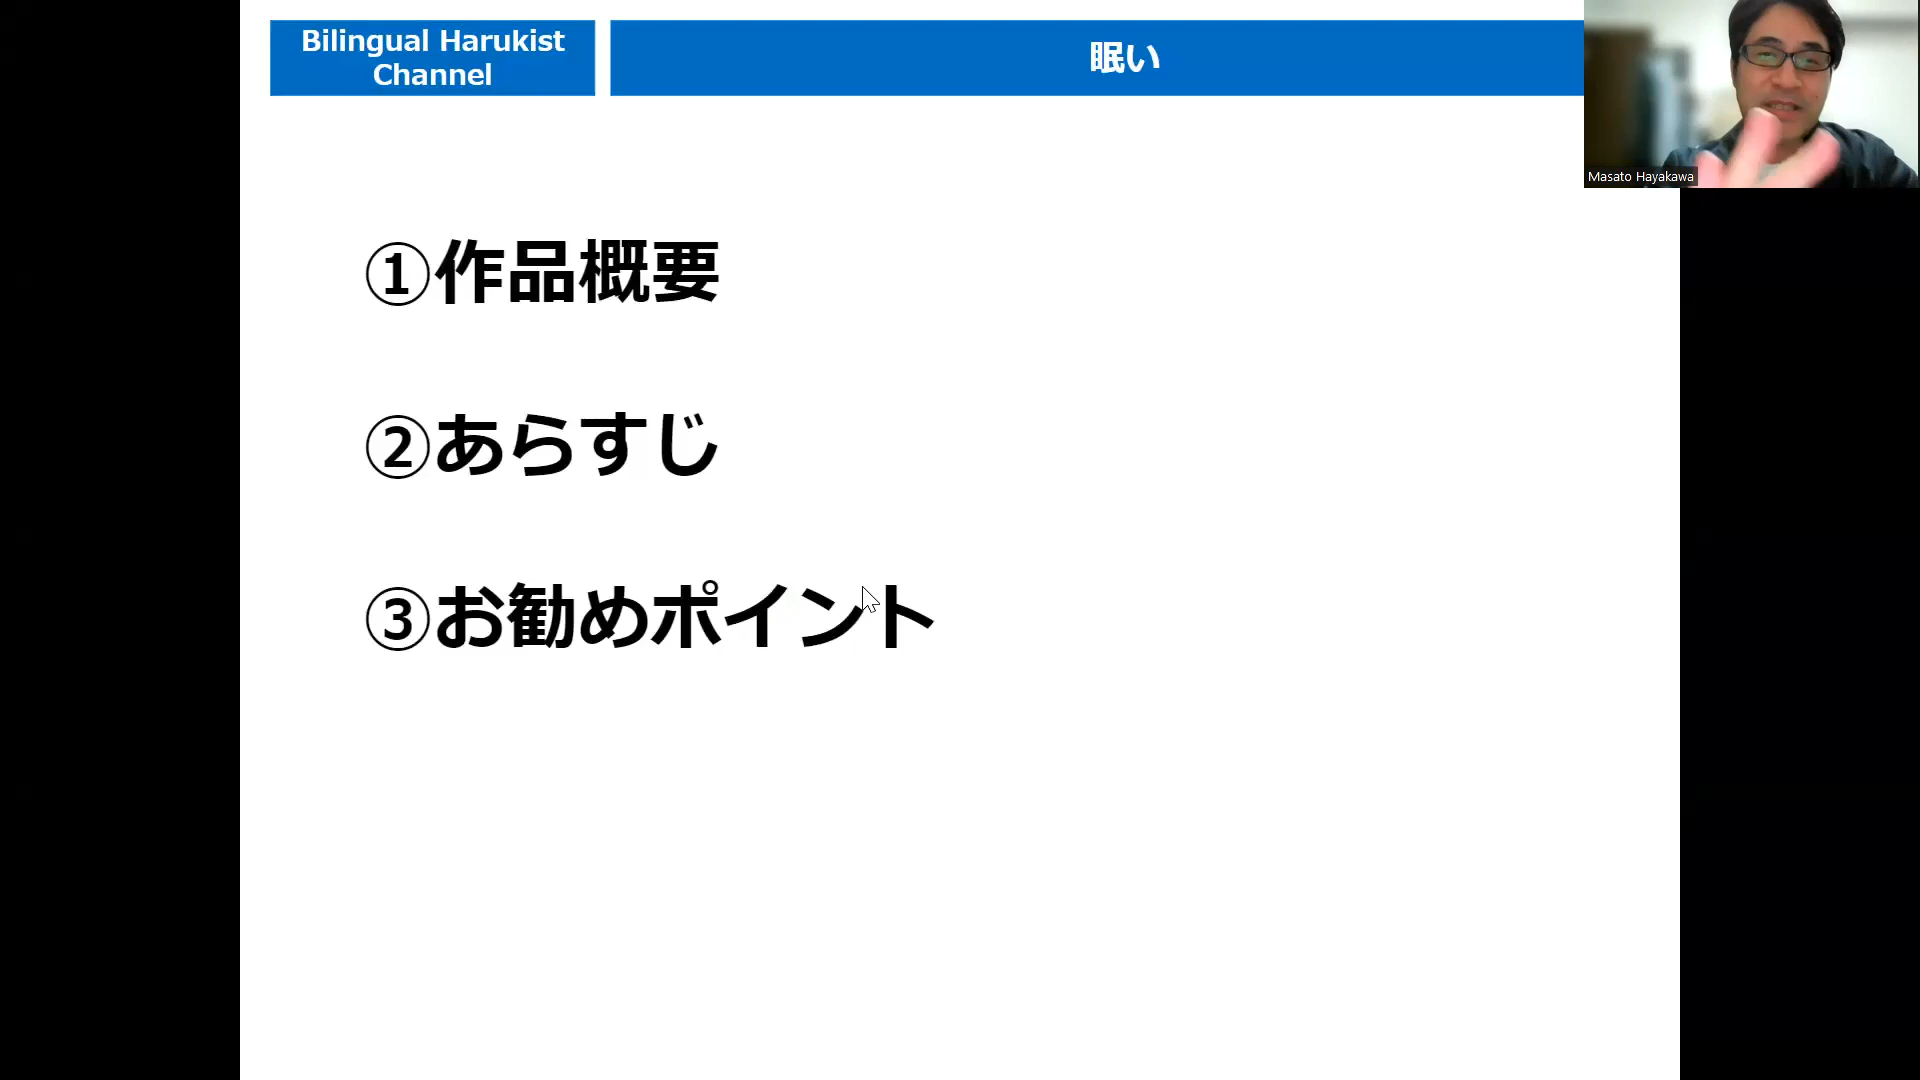 Bilingual Harukist
Channel
眠い
Masato Hayakawa
①作品概要
②あらすじ
③お勧めポイント